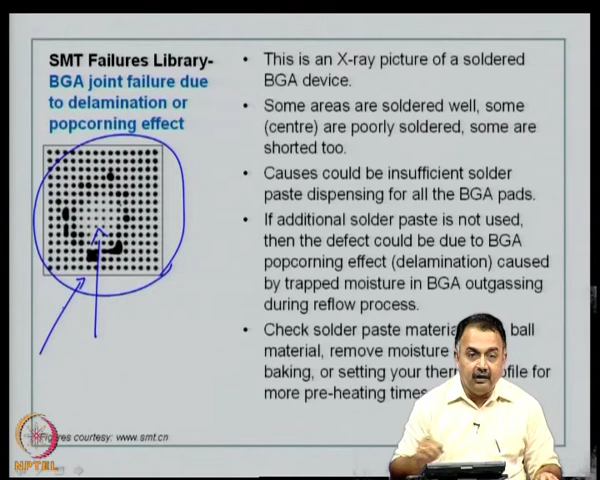 SMT Failures Library-
BGA joint failure due
to delamination or
popcorning effect
• This is an X-ray picture of a soldered
BGA device.
• Some areas are soldered well, some
(centre) are poorly soldered, some are
shorted too.
• Causes could be insufficient solder
paste dispensing for all the BGA pads.
• If additional solder paste is not used,
then the defect could be due to BGA
popcorning effect (delamination) caused
by trapped moisture in BGA outgassing
during reflow process.
• Check solder paste material ball
material, remove moisture
baking, or setting your for
more pre-heating times
Figures courtesy: www.smt.cn
NPTEL